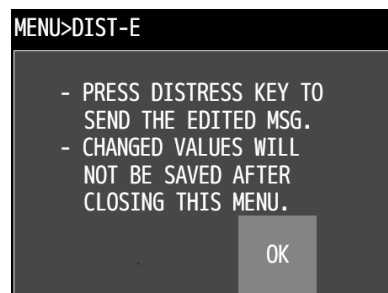 MENU>DIST-E
- PRESS DISTRESS KEY TO
SEND THE EDITED MSG.
- CHANGED VALUES WILL
NOT BE SAVED AFTER
CLOSING THIS MENU.
OK